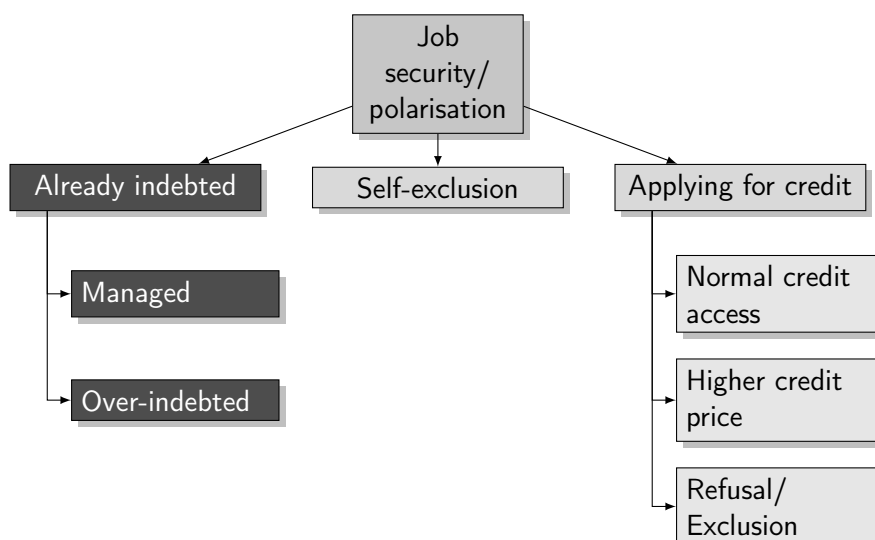 Job
security/
polarisation
Already indebted
Self-exclusion
Applying for credit
Managed
Over-indebted
Normal credit
access
Higher credit
price
Refusal/
Exclusion